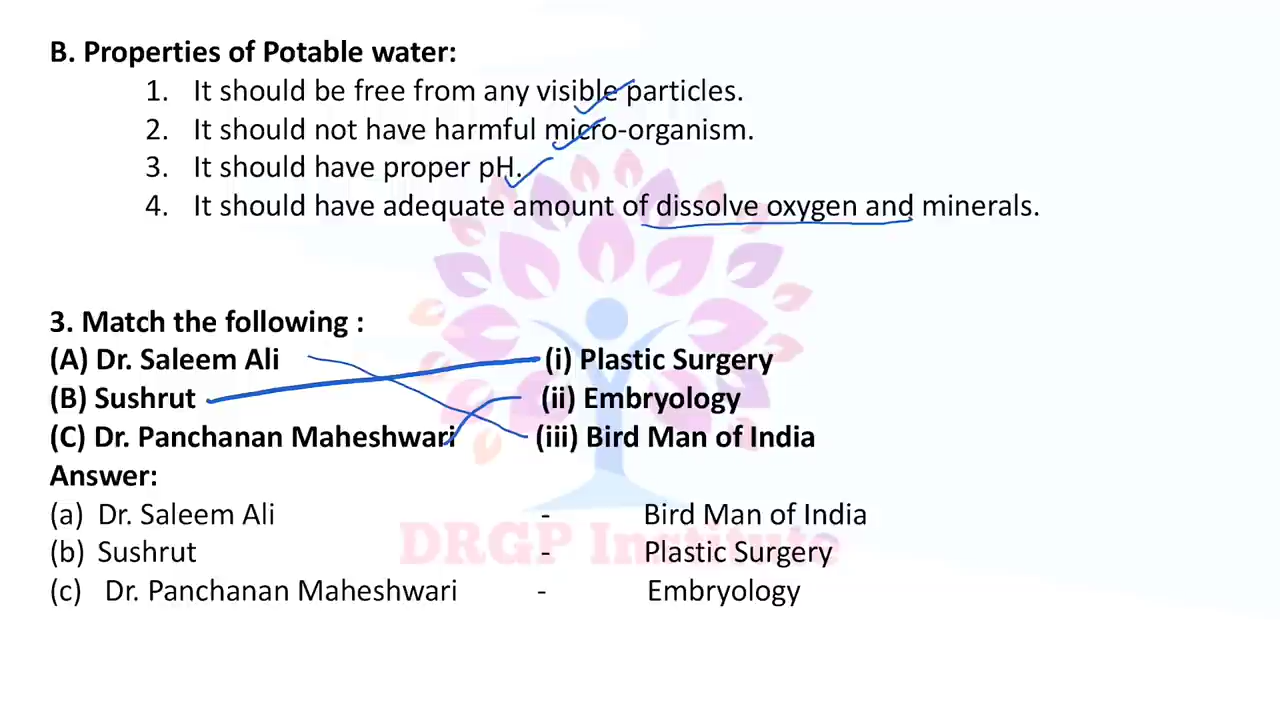 B. Properties of Potable water:
1. It should be free from any visible particles.
2. It should not have harmful micro-organism.
3. It should have proper pH.
4. It should have adequate amount of dissolve oxygen and minerals.
3. Match the following :
(A) Dr. Saleem Ali (i) Plastic Surgery
(B) Sushrut (ii) Embryology
(C) Dr. Panchanan Maheshwari (iii) Bird Man of India
Answer:
(a) Dr. Saleem Ali - Bird Man of India
DRGP Institute
(b) Sushrut - Plastic Surgery
(c) Dr. Panchanan Maheshwari - Embryology